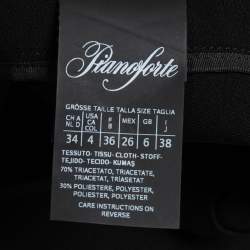 Pianoforte
GRÖSSE TAILLE TALLA SIZE TAGLIA
CH A NL D USA CA COL F B MEX GB I J
34 4 36 26 6 38
TESSUTO- TISSU- CLOTH- STOFF-
TEJIDO- TECIDO- KUMAŞ
70% TRIACETATO, TRIACETATE,
TRIACETAT, TRIASETAT
30% POLIESTERE, POLYESTER,
POLYESTER, POLYESTER
CARE INSTRUCTIONS ON
REVERSE